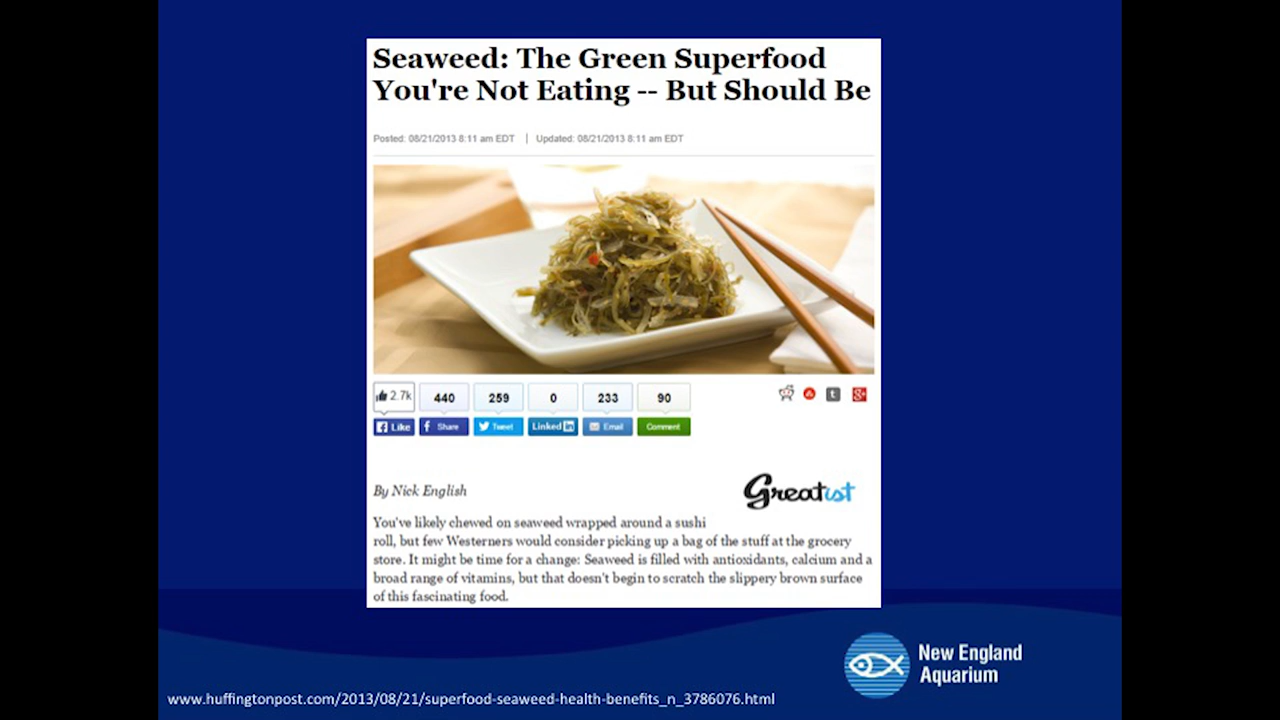 Seaweed: The Green Superfood
You're Not Eating -- But Should Be
Posted: 08/21/2013 8:11 am EDT | Updated: 08/21/2013 8:11 am EDT
2.7k 440 259 0 233 90
Like Share Tweet Linked in Email Comment
By Nick English
Greatist
You've likely chewed on seaweed wrapped around a sushi
roll, but few Westerners would consider picking up a bag of the stuff at the grocery
store. It might be time for a change: Seaweed is filled with antioxidants, calcium and a
broad range of vitamins, but that doesn't begin to scratch the slippery brown surface
of this fascinating food.
New England
Aquarium
www.huffingtonpost.com/2013/08/21/superfood-seaweed-health-benefits_n_3786076.html